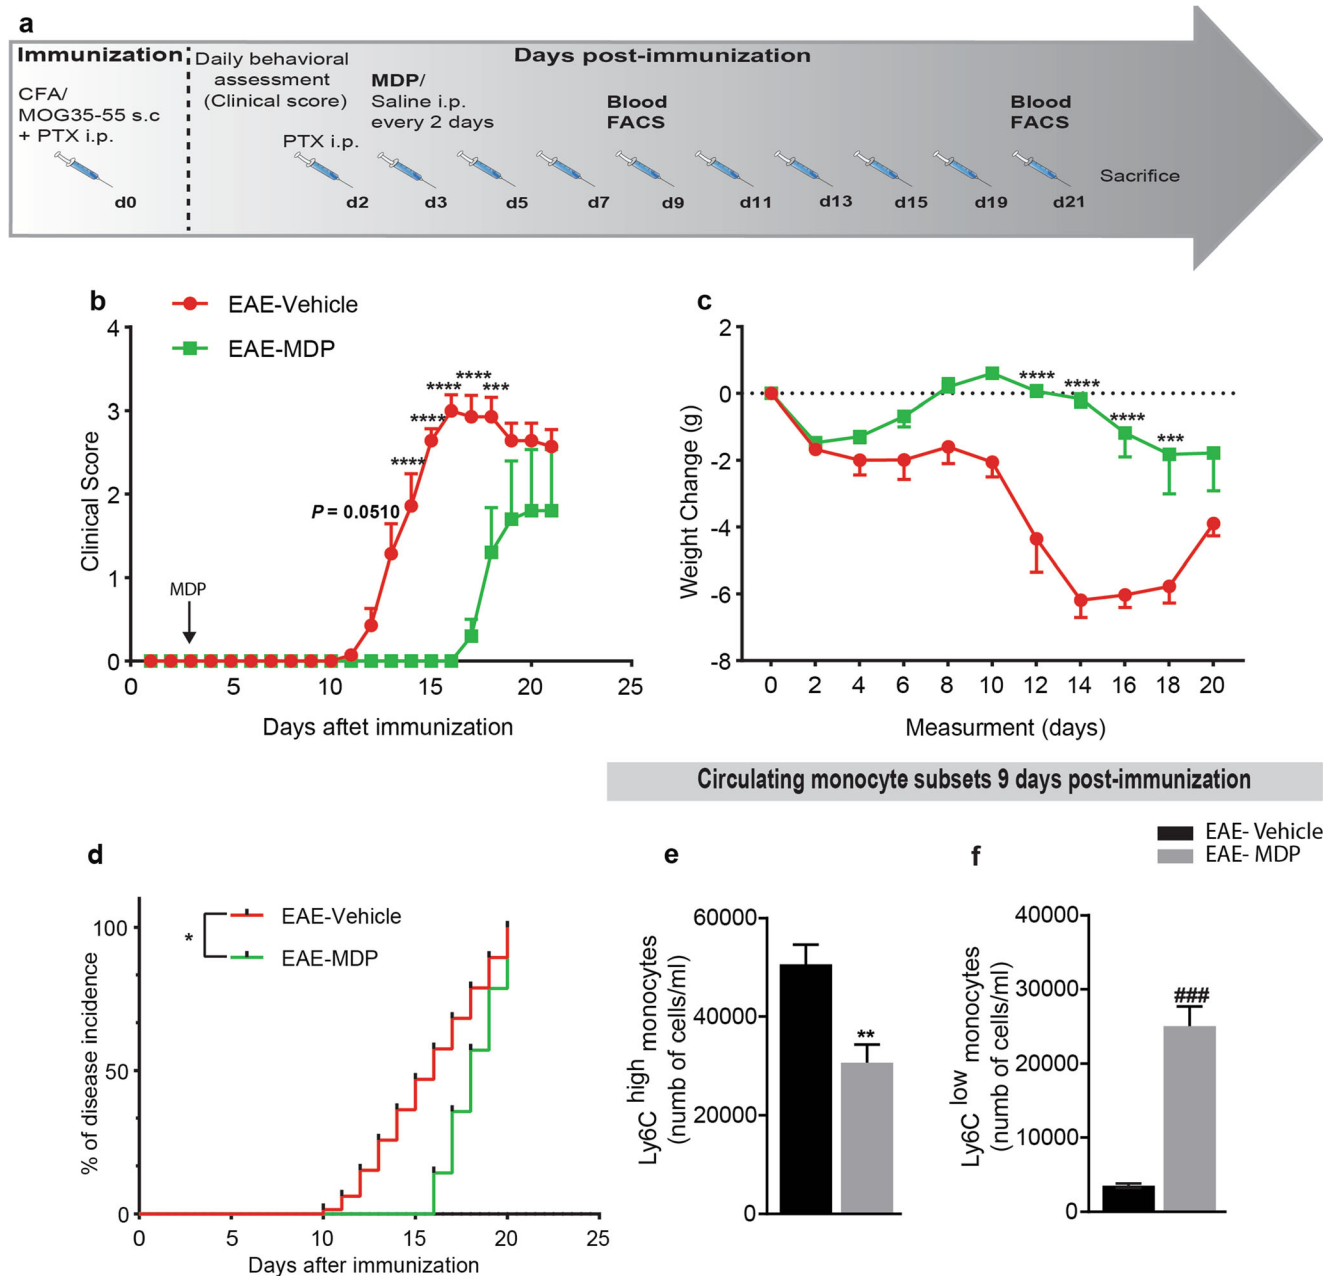 a
Immunization
Days post-immunization
CFA/
MOG35-55 s.c
+ PTX i.p.
Daily behavioral
assessment
(Clinical score)
PTX i.p.
MDP/
Saline i.p.
every 2 days
Blood
FACS
Blood
FACS
Sacrifice
d0 d2 d3 d5 d7 d9 d11 d13 d15 d19 d21
b
EAE-Vehicle
EAE-MDP
Clinical Score
4
3
2
1
0
MDP
P = 0.0510
****
****
****
****
***
0 5 10 15 20 25
Days aftet immunization
c
Weight Change (g)
2
0
-2
-4
-6
-8
****
****
****
***
0 2 4 6 8 10 12 14 16 18 20
Measurment (days)
Circulating monocyte subsets 9 days post-immunization
EAE- Vehicle
EAE- MDP
d
*
EAE-Vehicle
EAE-MDP
% of disease incidence
100
50
0
0 5 10 15 20 25
Days after immunization
e
Ly6C high monocytes
(numb of cells/ml)
60000
40000
20000
0
**
f
Ly6C low monocytes
(numb of cells/ml)
40000
30000
20000
10000
0
###